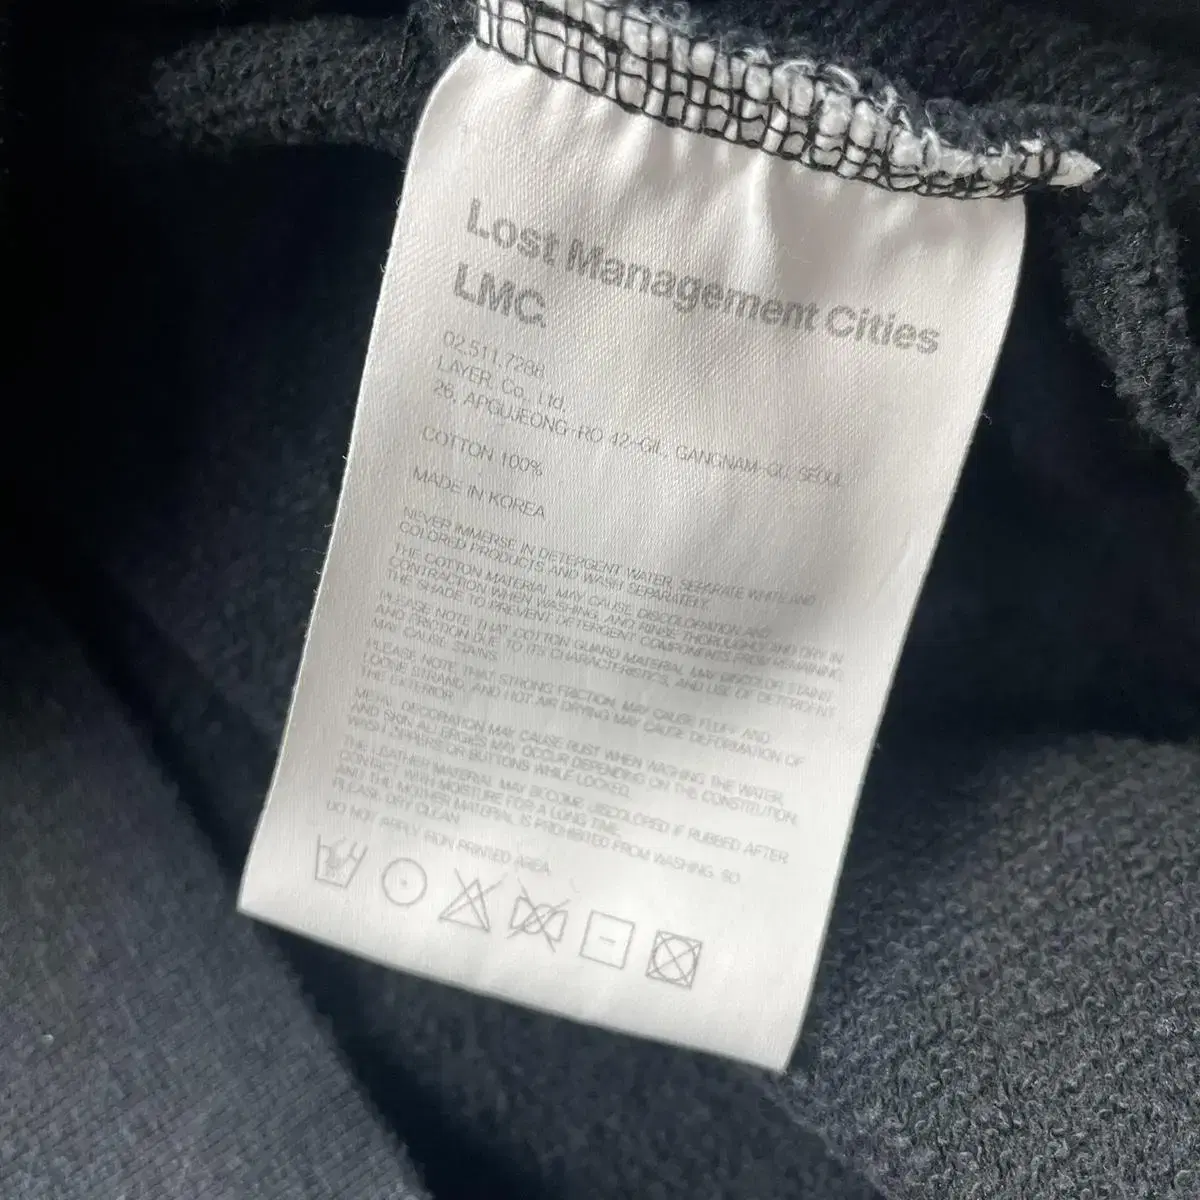 Lost Management Cities
LMC.
02.511.7288
LAYER, Co., Ltd.
26, APGUJEONG-RO 42-GIL, GANGNAM-GU, SEOUL
COTTON 100%
MADE IN KOREA
NEVER IMMERSE IN DETERGENT WATER, SEPARATE WHITE AND
COLORED PRODUCTS AND WASH SEPARATELY.
THE COTTON MATERIAL MAY CAUSE DISCOLORATION AND
CONTRACTION WHEN WASHING, AND RINSE THOROUGHLY AND DRY IN
THE SHADE TO PREVENT DETERGENT COMPONENTS FROM REMAINING.
PLEASE NOTE THAT COTTON GUARD MATERIAL MAY DISCOLOR, STAINS
AND FRICTION DUE TO ITS CHARACTERISTICS, AND USE OF DETERGENT
MAY CAUSE STAINS.
PLEASE NOTE THAT STRONG FRICTION MAY CAUSE FLUFF AND
LOOSE STRAND, AND HOT AIR DRYING MAY CAUSE DEFORMATION OF
THE EXTERIOR.
METAL DECORATION MAY CAUSE RUST WHEN WASHING THE WATER,
AND SKIN ALLERGIES MAY OCCUR DEPENDING ON THE CONSTITUTION.
WASH ZIPPERS OR BUTTONS WHILE LOCKED.
THE LEATHER MATERIAL MAY BECOME DISCOLORED IF RUBBED AFTER
CONTACT WITH MOISTURE FOR A LONG TIME,
AND THE MOTHER MATERIAL IS PROHIBITED FROM WASHING, SO
PLEASE DRY CLEAN.
DO NOT APPLY IRON PRINTED AREA.